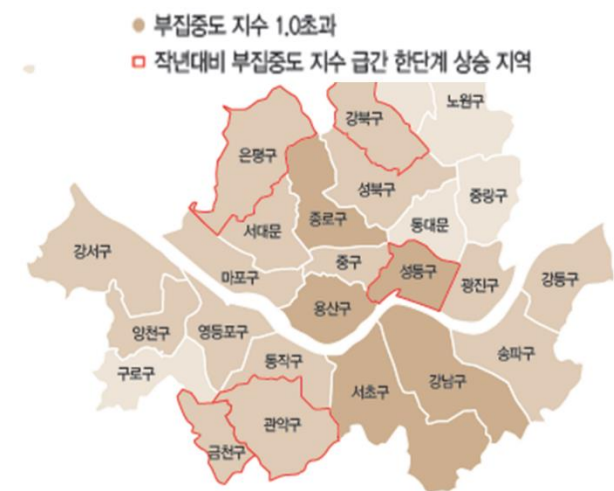 부집중도 지수 1.0초과
작년대비 부집중도 지수 급간 한단계 상승 지역
노원구
강북구
은평구
성북구
중랑구
종로구
서대문
동대문
강서구
중구
성동구
마포구
광진구
강동구
용산구
양천구
영등포구
송파구
동작구
구로구
서초구
강남구
관악구
금천구